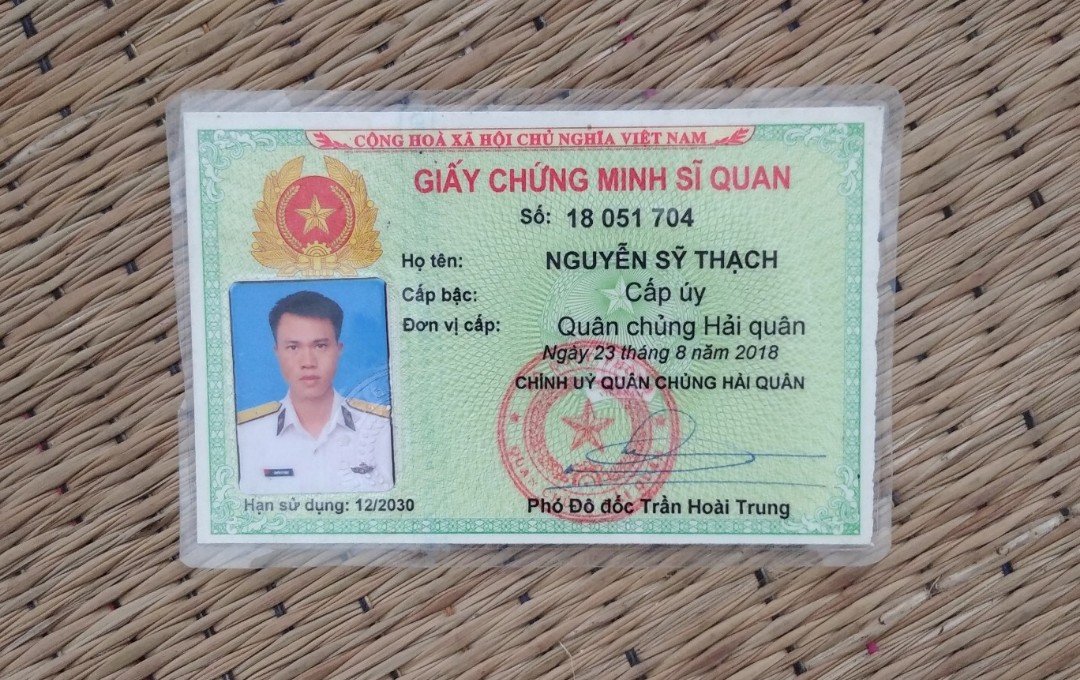 CỘNG HOÀ XÃ HỘI CHỦ NGHĨA VIỆT NAM
GIẤY CHỨNG MINH SĨ QUAN
Số: 18 051 704
Họ tên: NGUYỄN SỸ THẠCH
Cấp bậc: Cấp úy
Đơn vị cấp: Quân chủng Hải quân
Ngày 23 tháng 8 năm 2018
CHÍNH UỶ QUÂN CHỦNG HẢI QUÂN
Hạn sử dụng: 12/2030
Phó Đô đốc Trần Hoài Trung